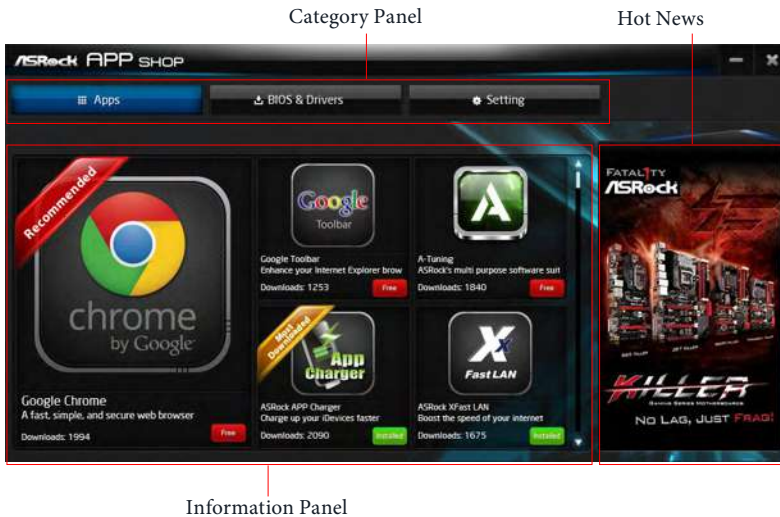 Category Panel
Hot News
ASRock APP SHOP
Apps
BIOS & Drivers
Setting
Recommended
chrome
by Google
Google Chrome
A fast, simple, and secure web browser
Downloads: 1994
Free
Google
Toolbar
Google Toolbar
Enhance your Internet Explorer brow
Downloads: 1253
Free
A-Tuning
ASRock's multi purpose software suit
Downloads: 1840
Free
Most
Downloaded
App
Charger
ASRock APP Charger
Charge up your iDevices faster
Downloads: 2090
Installed
X
Fast LAN
ASRock XFast LAN
Boost the speed of your internet
Downloads: 1675
Installed
FATAL1TY
ASRock
KILLER
GAMING SERIES MOTHERBOARDS
NO LAG, JUST FRAG!
Information Panel